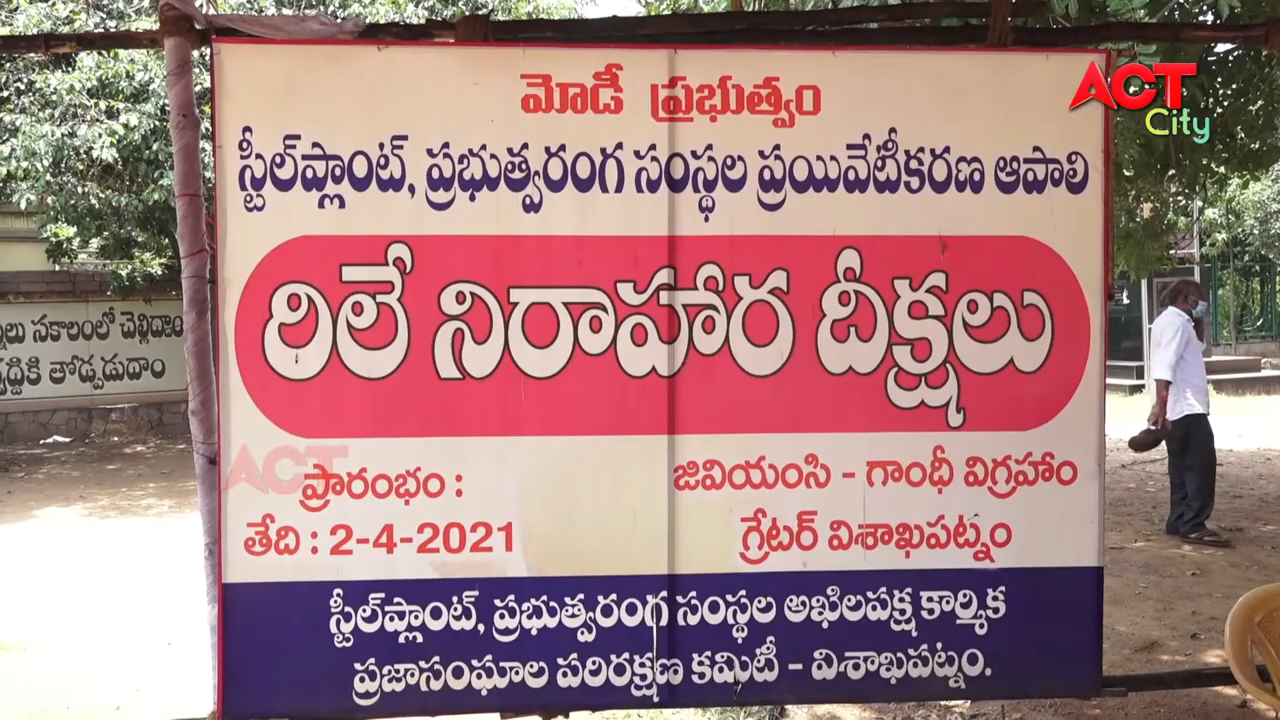 ACT
City
మోడీ ప్రభుత్వం
స్టీల్‌ప్లాంట్, ప్రభుత్వరంగ సంస్థల ప్రయివేటీకరణ ఆపాలి
రిలే నిరాహార దీక్షలు
సకాలంలో చెల్లిద్దాం
తోడ్పడుదాం
ACT
ప్రారంభం :
తేది : 2-4-2021
జివియంసి - గాంధీ విగ్రహాం
గ్రేటర్ విశాఖపట్నం
స్టీల్‌ప్లాంట్, ప్రభుత్వరంగ సంస్థల అఖిలపక్ష కార్మిక
ప్రజాసంఘాల పరిరక్షణ కమిటీ - విశాఖపట్నం.